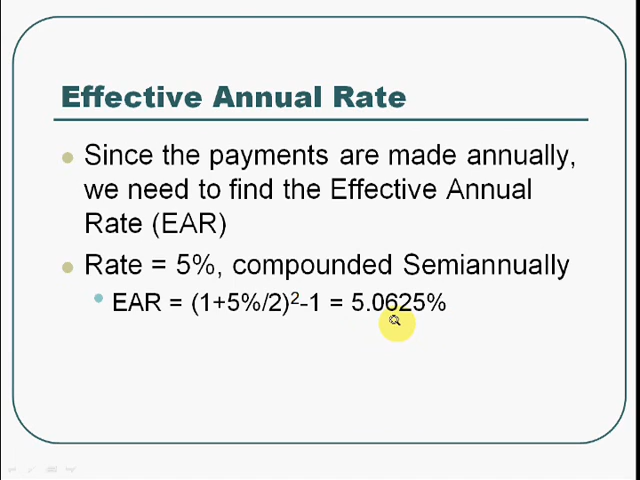 Effective Annual Rate
Since the payments are made annually,
we need to find the Effective Annual
Rate (EAR)
Rate = 5%, compounded Semiannually
EAR = (1+5%/2)²-1 = 5.0625%